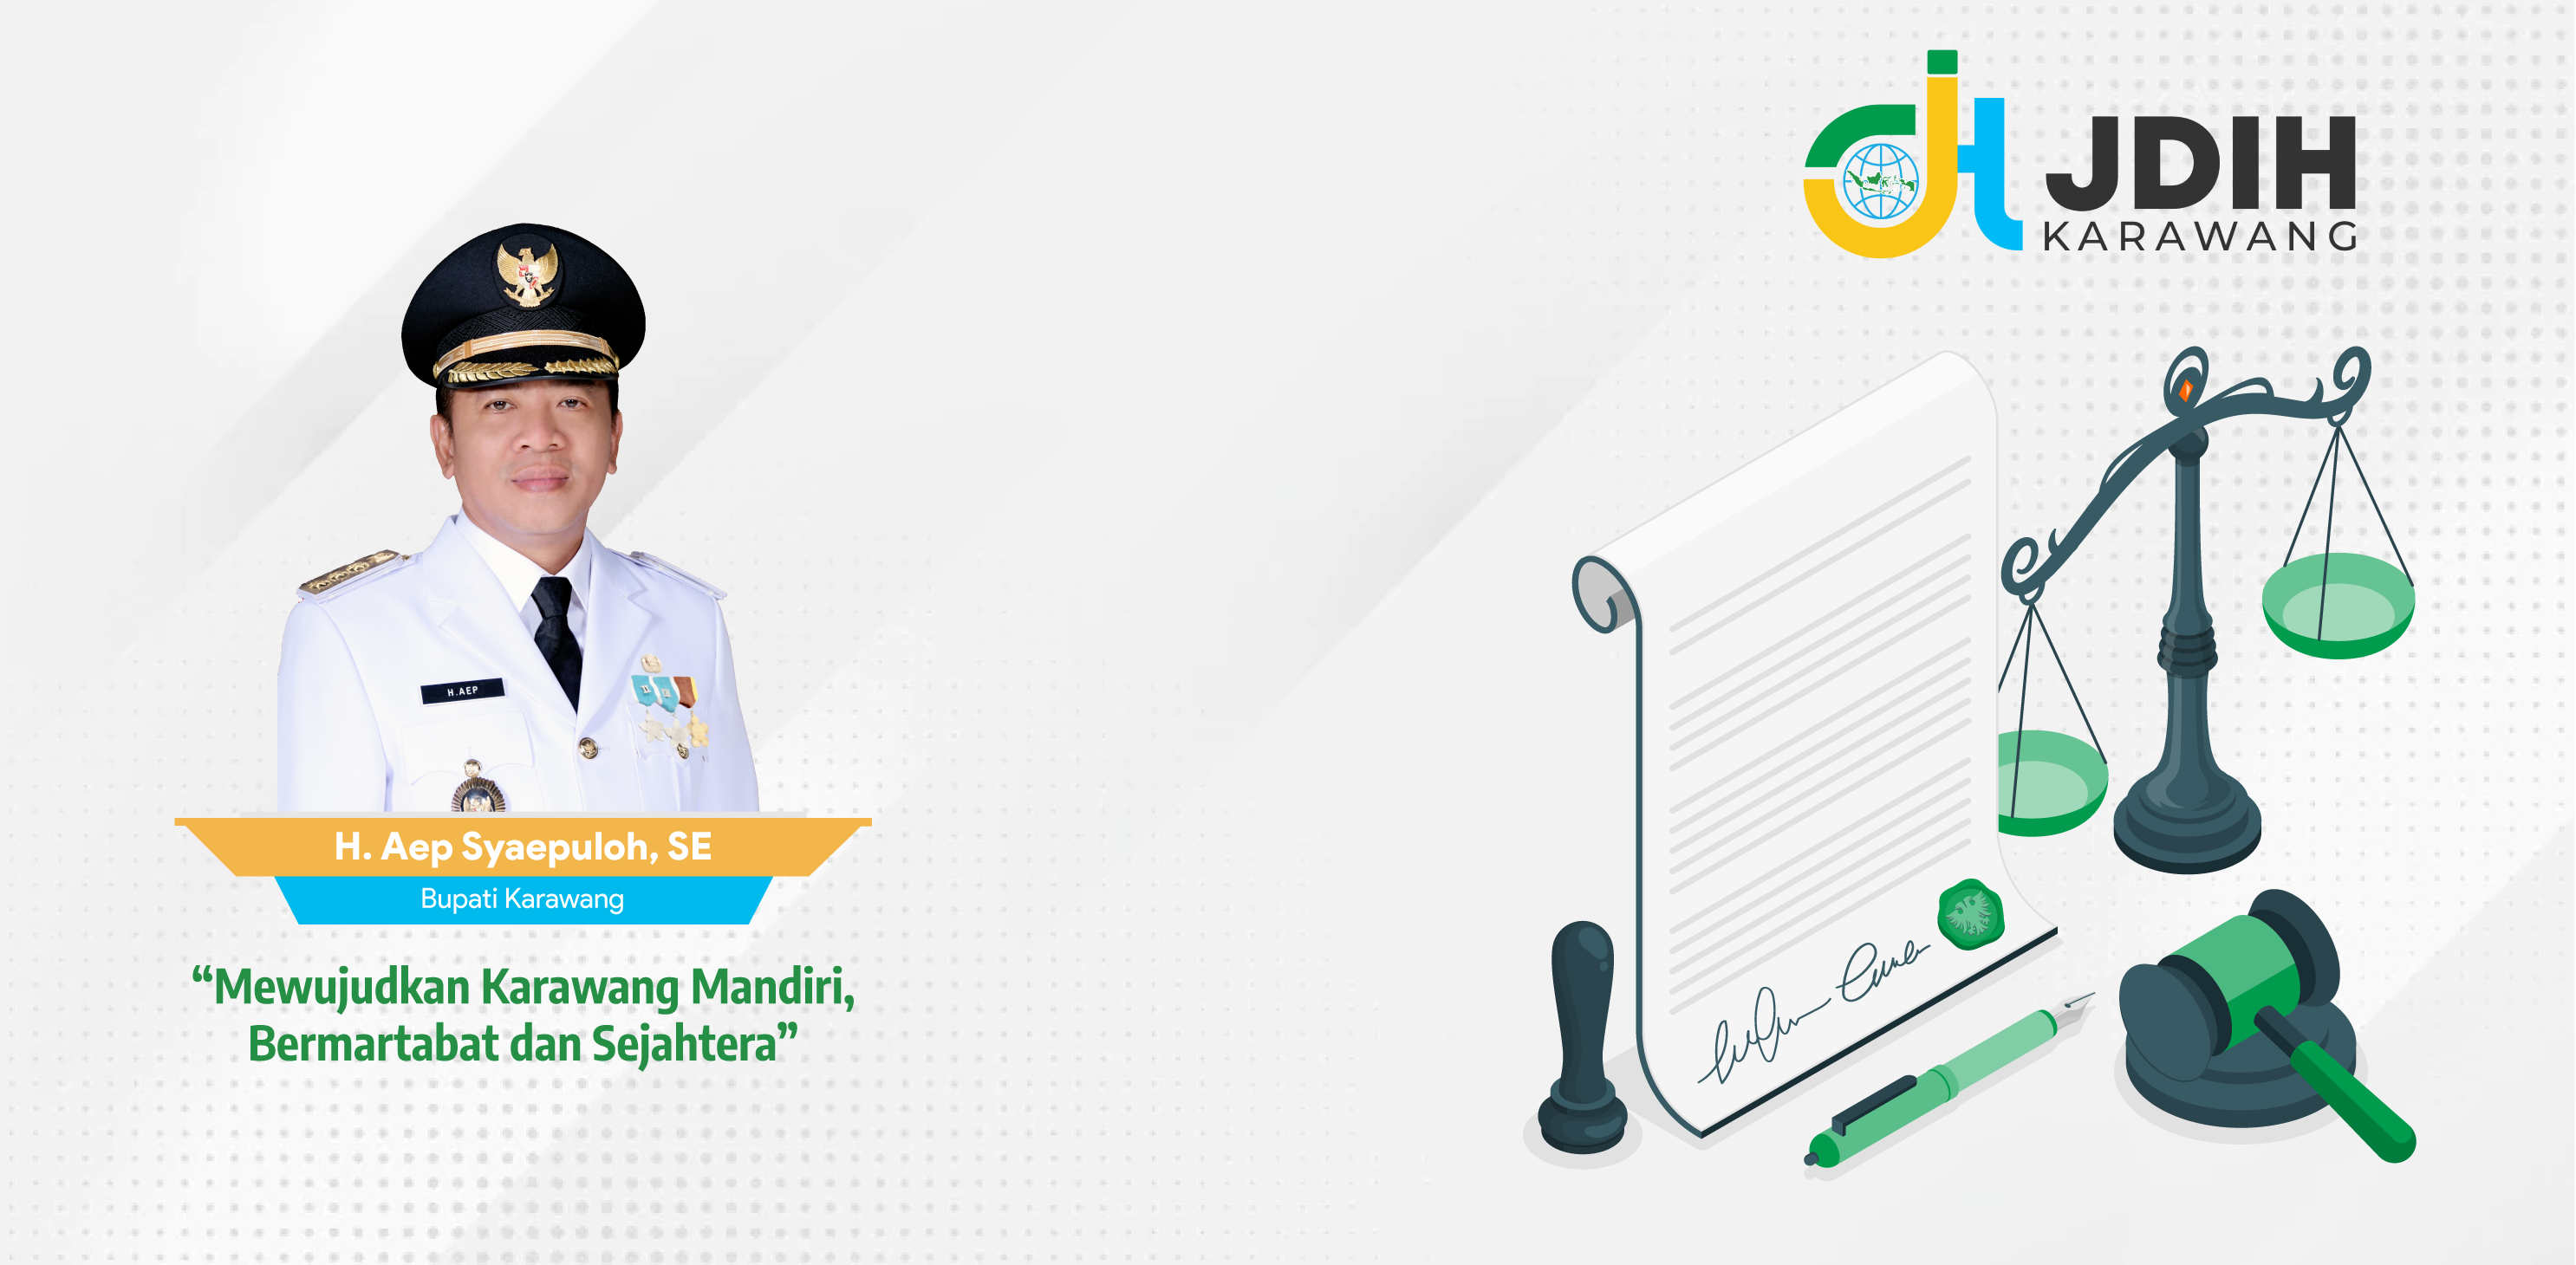 JDIH
KARAWANG
H.AEP
H. Aep Syaepuloh, SE
Bupati Karawang
“Mewujudkan Karawang Mandiri,
Bermartabat dan Sejahtera”